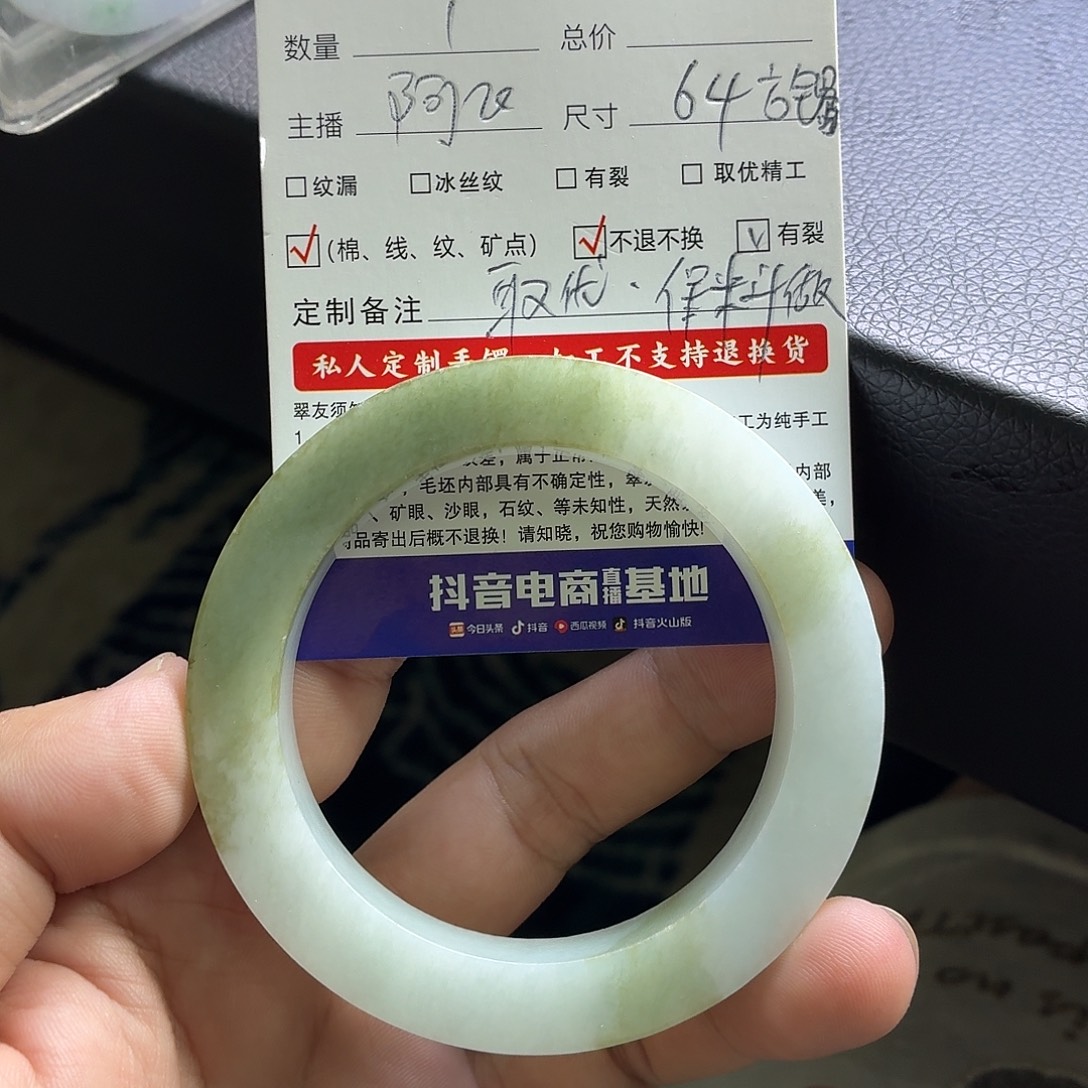 数量 1 总价
主播 阿 尺寸 64古镯
□纹漏 □冰丝纹 □有裂 □取优精工
☑(棉、线、纹、矿点) ☑不退不换 ☑有裂
定制备注 取优·保料做
私人定制手镯 加工不支持退换货
翠友须 工为纯手工
1 差,属于正常 内部
毛坯内部具有不确定性,翠 美,
、矿眼、沙眼,石纹、等未知性,天然
商品寄出后概不退换!请知晓,祝您购物愉快!
抖音电商直播基地
头条 今日头条 抖音 西瓜视频 抖音火山版